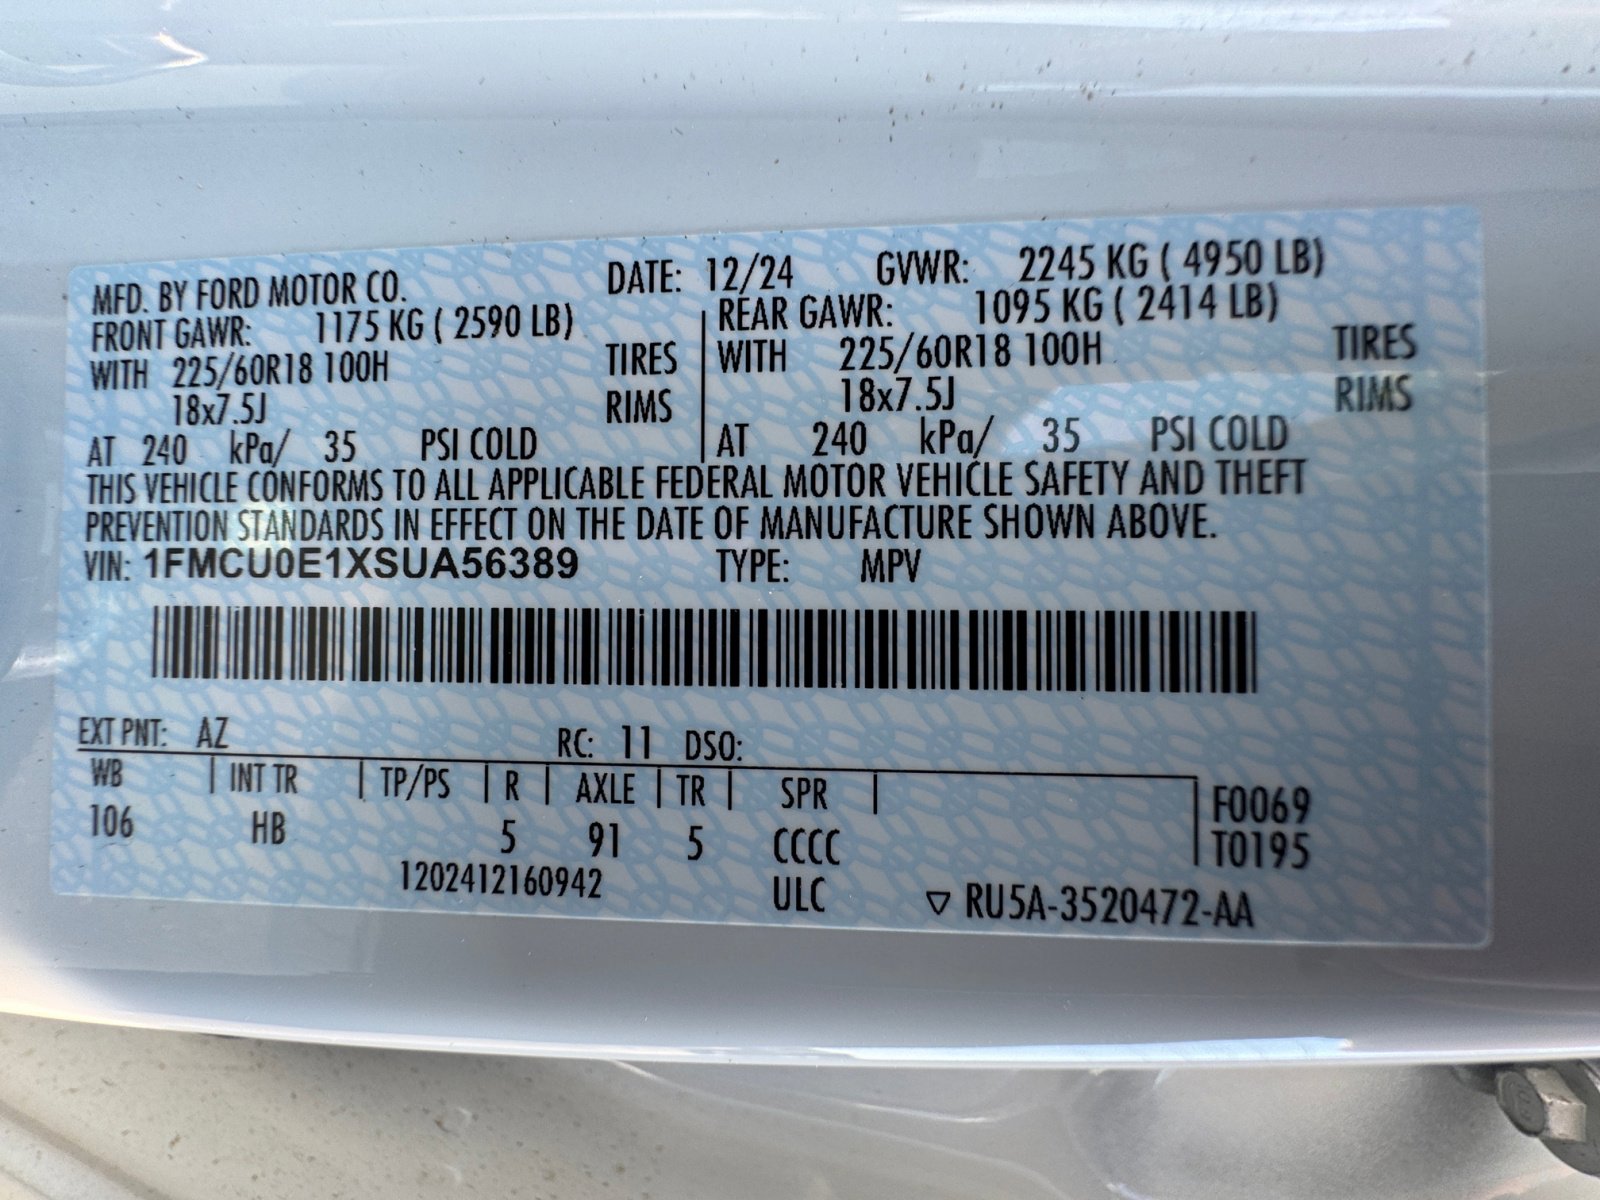 MFD. BY FORD MOTOR CO. DATE: 12/24 GVWR: 2245 KG ( 4950 LB)
FRONT GAWR: 1175 KG ( 2590 LB) REAR GAWR: 1095 KG ( 2414 LB)
WITH 225/60R18 100H TIRES WITH 225/60R18 100H TIRES
18x7.5J RIMS 18x7.5J RIMS
AT 240 kPa/ 35 PSI COLD AT 240 kPa/ 35 PSI COLD
THIS VEHICLE CONFORMS TO ALL APPLICABLE FEDERAL MOTOR VEHICLE SAFETY AND THEFT
PREVENTION STANDARDS IN EFFECT ON THE DATE OF MANUFACTURE SHOWN ABOVE.
VIN: 1FMCU0E1XSUA56389 TYPE: MPV
EXT PNT: AZ RC: 11 DSO:
WB | INT TR | TP/PS | R | AXLE | TR | SPR | F0069
106 HB 5 91 5 CCCC T0195
1202412160942 ULC ▽ RU5A-3520472-AA